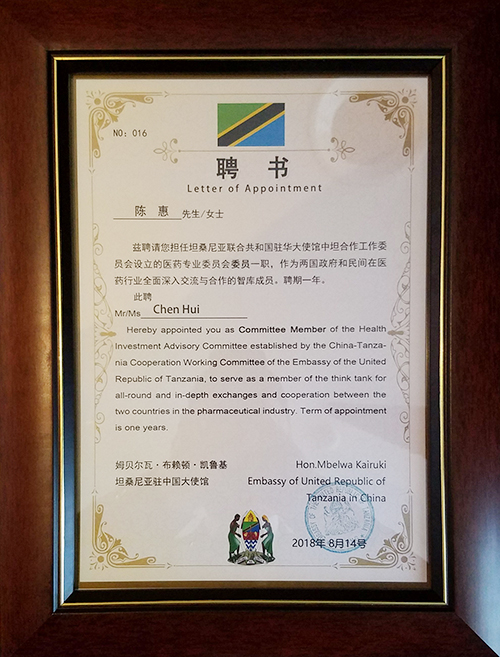 NO：016
聘 书
Letter of Appointment
陈 惠 先生/女士
兹聘请您担任坦桑尼亚联合共和国驻华大使馆中坦合作工作委
员会设立的医药专业委员会委员一职，作为两国政府和民间在医
药行业全面深入交流与合作的智库成员。聘期一年。
此聘
Mr/Ms Chen Hui
Hereby appointed you as Committee Member of the Health
Investment Advisory Committee established by the China-Tanza-
nia Cooperation Working Committee of the Embassy of the United
Republic of Tanzania, to serve as a member of the think tank for
all-round and in-depth exchanges and cooperation between the
two countries in the pharmaceutical industry. Term of appointment
is one years.
姆贝尔瓦·布赖顿·凯鲁基
坦桑尼亚驻中国大使馆
Hon.Mbelwa Kairuki
Embassy of United Republic of
Tanzania in China
2018年 8月14号